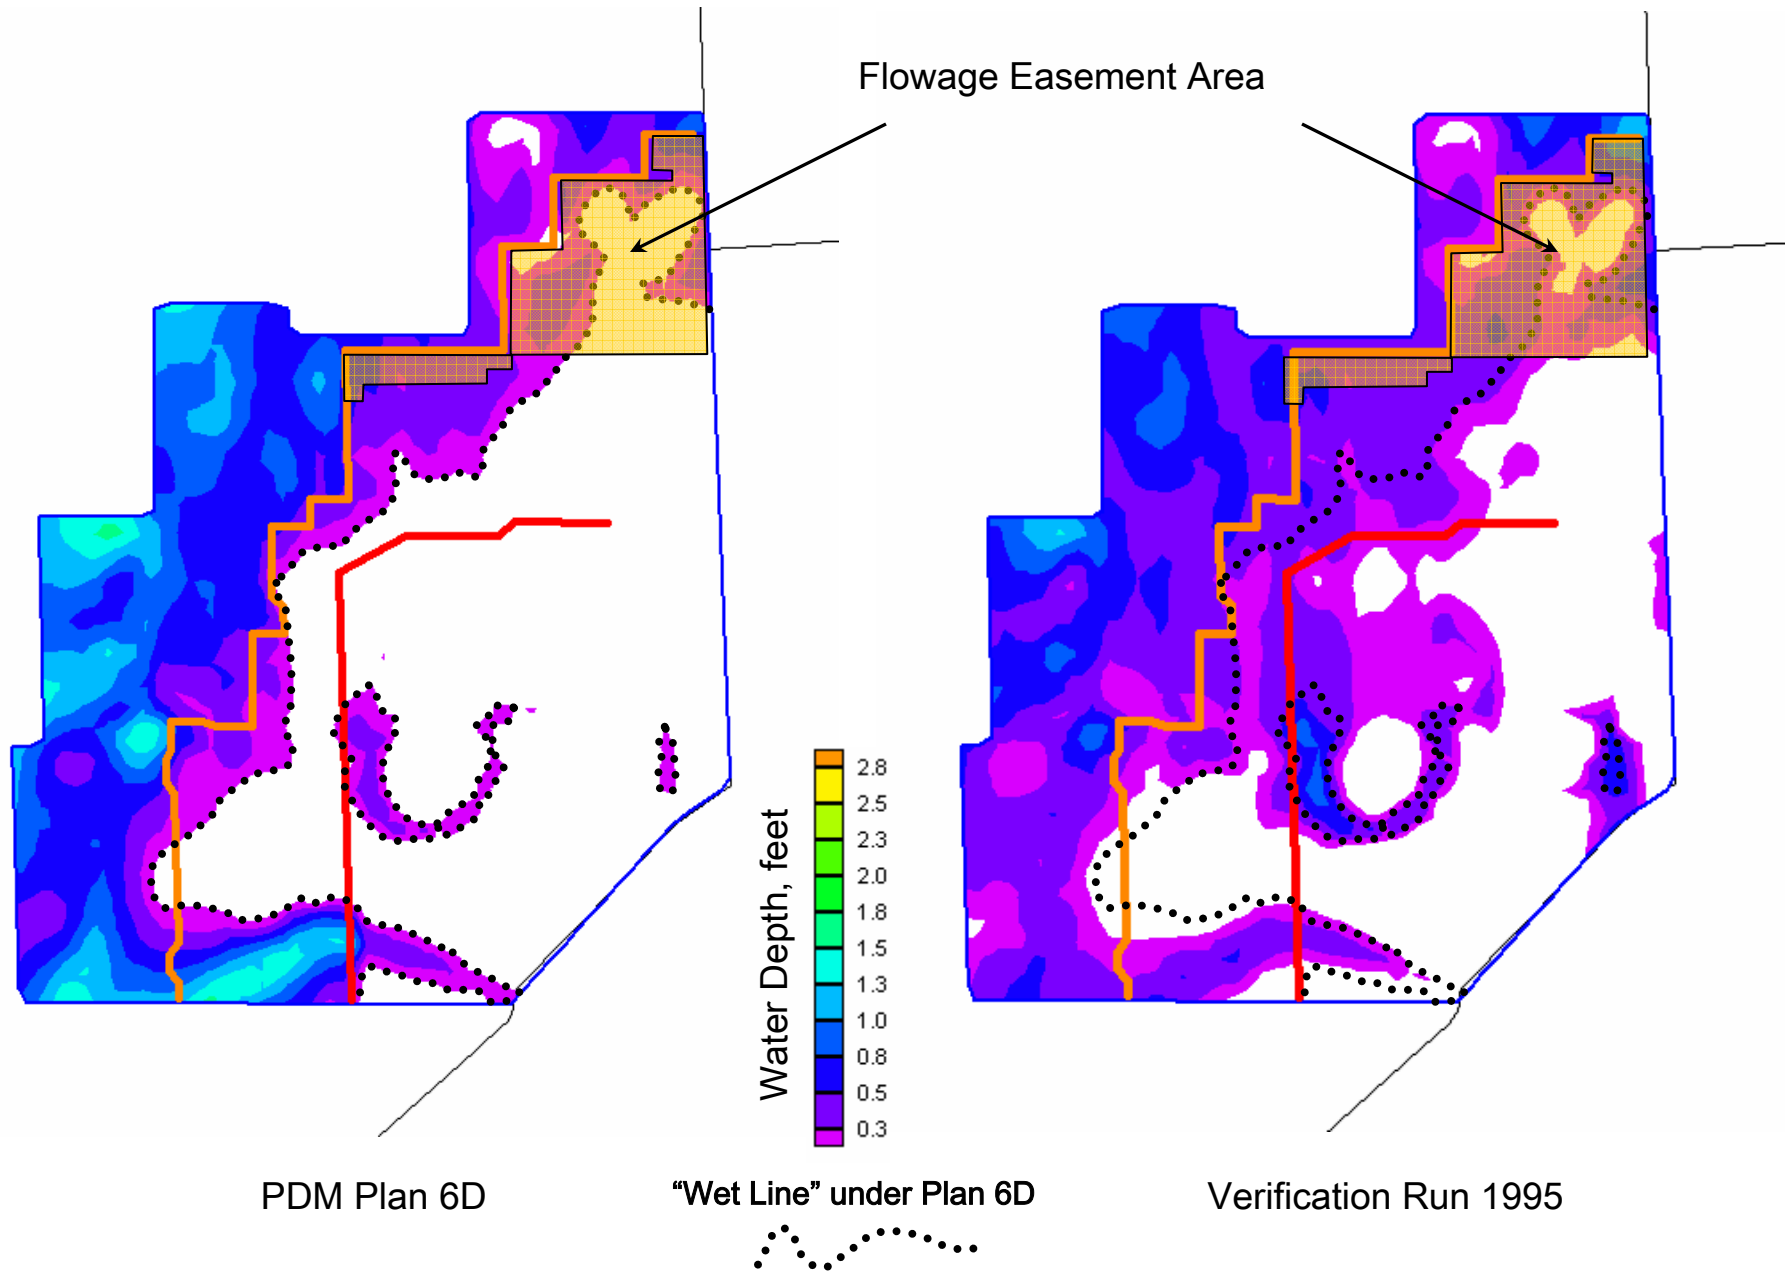 Flowage Easement Area
Water Depth, feet
2.8
2.5
2.3
2.0
1.8
1.5
1.3
1.0
0.8
0.5
0.3
PDM Plan 6D
“Wet Line” under Plan 6D
Verification Run 1995